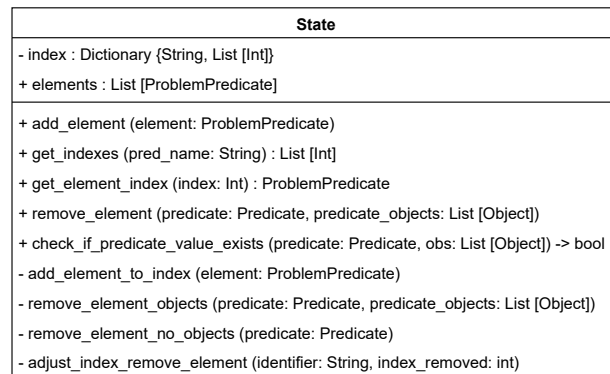 State
- index : Dictionary {String, List [Int]}
+ elements : List [ProblemPredicate]
+ add_element (element: ProblemPredicate)
+ get_indexes (pred_name: String) : List [Int]
+ get_element_index (index: Int) : ProblemPredicate
+ remove_element (predicate: Predicate, predicate_objects: List [Object])
+ check_if_predicate_value_exists (predicate: Predicate, obs: List [Object]) -> bool
- add_element_to_index (element: ProblemPredicate)
- remove_element_objects (predicate: Predicate, predicate_objects: List [Object])
- remove_element_no_objects (predicate: Predicate)
- adjust_index_remove_element (identifier: String, index_removed: int)